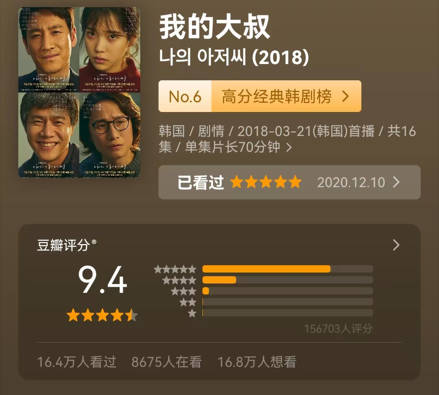 我的大叔
나의 아저씨 (2018)
No.6 高分经典韩剧榜
韩国 / 剧情 / 2018-03-21(韩国)首播 / 共16
集 / 单集片长70分钟
已看过 2020.12.10
豆瓣评分
9.4
156703人评分
16.4万人看过 8675人在看 16.8万人想看